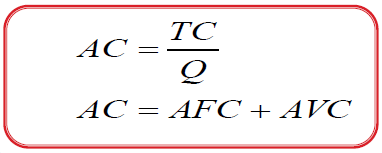 AC = TC/Q
AC = AFC + AVC